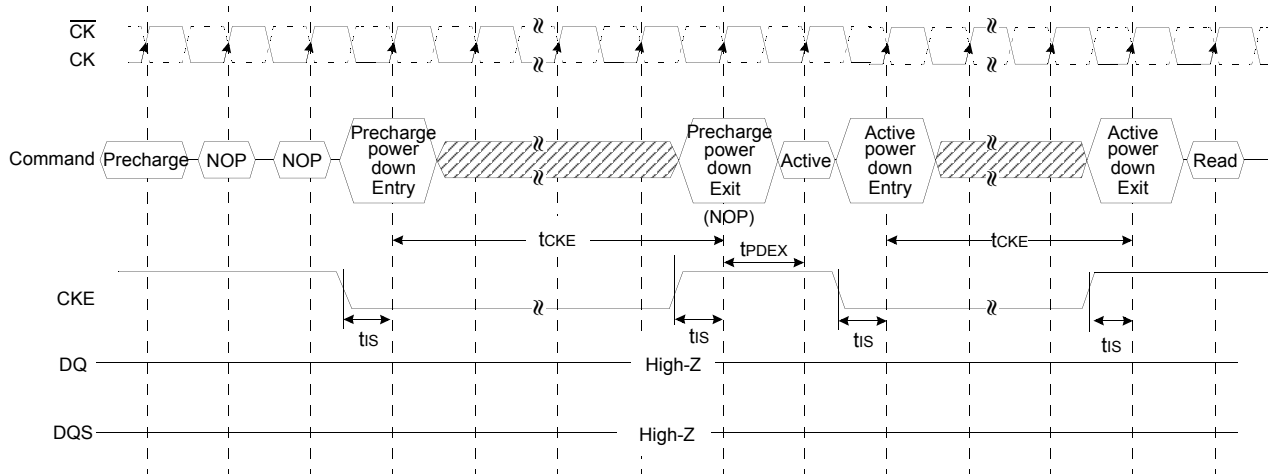 CK
CK
Command
Precharge
NOP
NOP
Precharge
power
down
Entry
Precharge
power
down
Exit
(NOP)
Active
Active
power
down
Entry
Active
power
down
Exit
Read
tCKE
tPDEX
tCKE
CKE
tIS
tIS
tIS
tIS
DQ
High-Z
DQS
High-Z